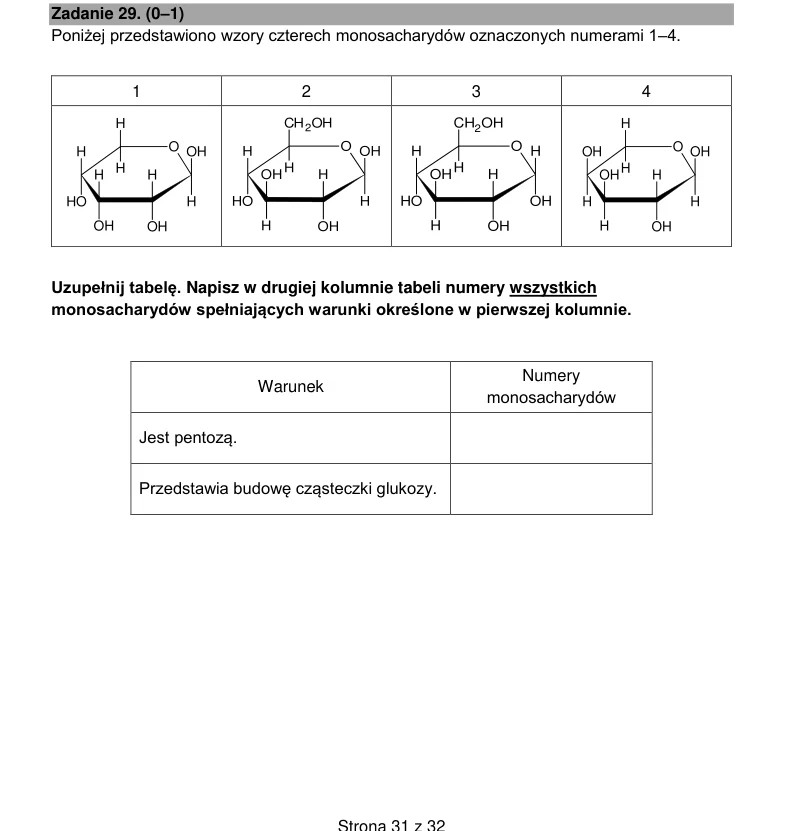 Zadanie 29. (0–1)
Poniżej przedstawiono wzory czterech monosacharydów oznaczonych numerami 1–4.
1 2 3 4
H CH2OH CH2OH H
H O OH H O OH H O H OH O OH
H H H OH H H OH H H OH H H
HO H HO H HO OH H H
OH OH H OH H OH H OH
Uzupełnij tabelę. Napisz w drugiej kolumnie tabeli numery wszystkich
monosacharydów spełniających warunki określone w pierwszej kolumnie.
Warunek
Numery
monosacharydów
Jest pentozą.
Przedstawia budowę cząsteczki glukozy.
Strona 31 z 32